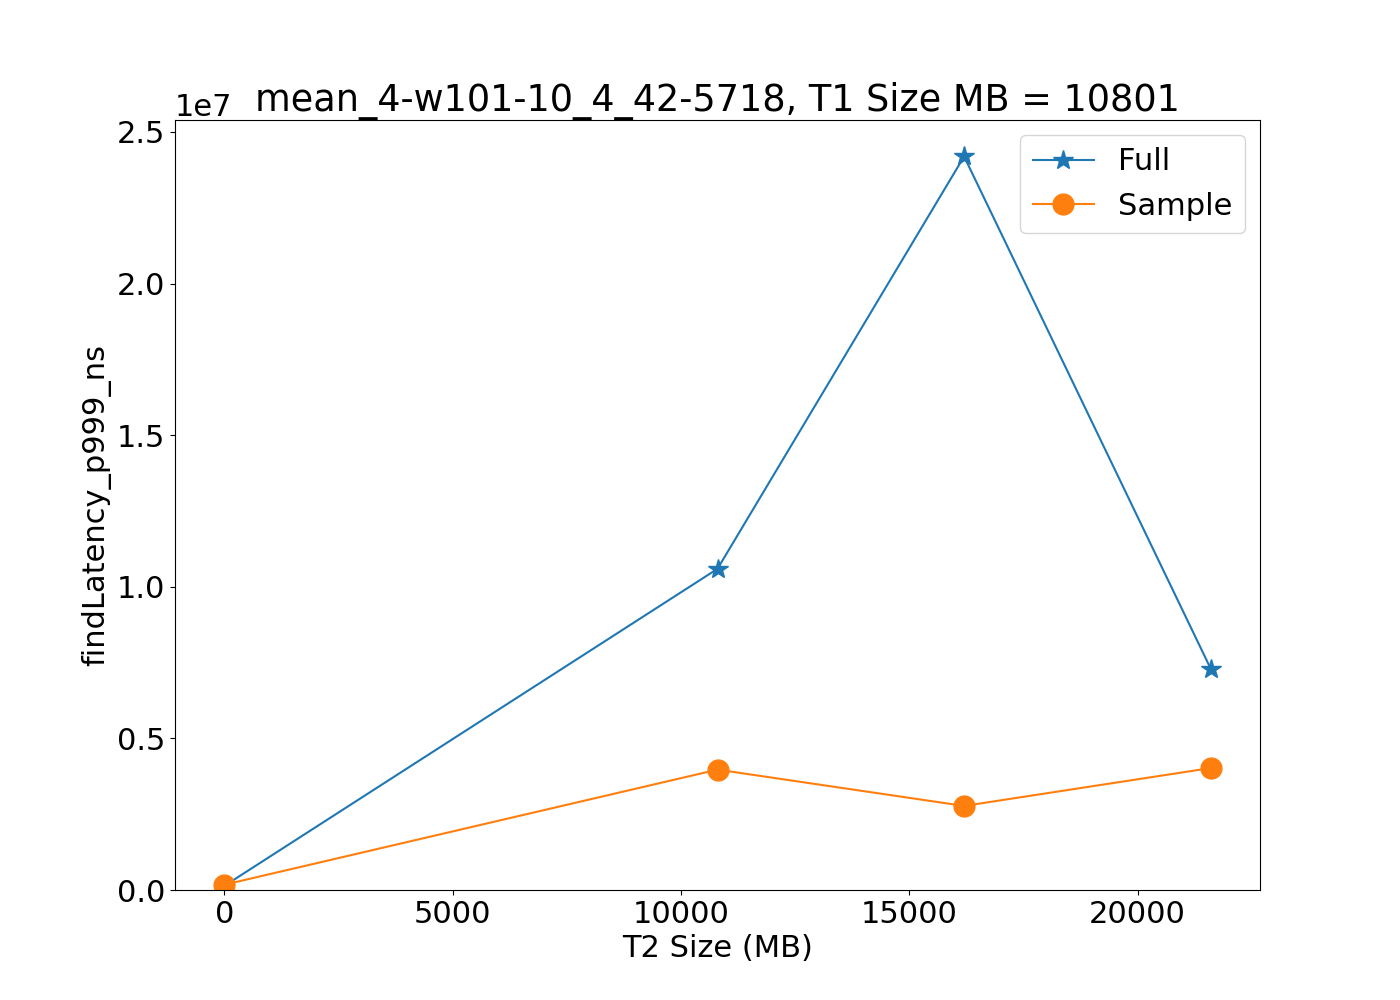 1e7
mean_4-w101-10_4_42-5718, T1 Size MB = 10801
Full
Sample
2.5
2.0
1.5
1.0
0.5
0.0
findLatency_p999_ns
0 5000 10000 15000 20000
T2 Size (MB)